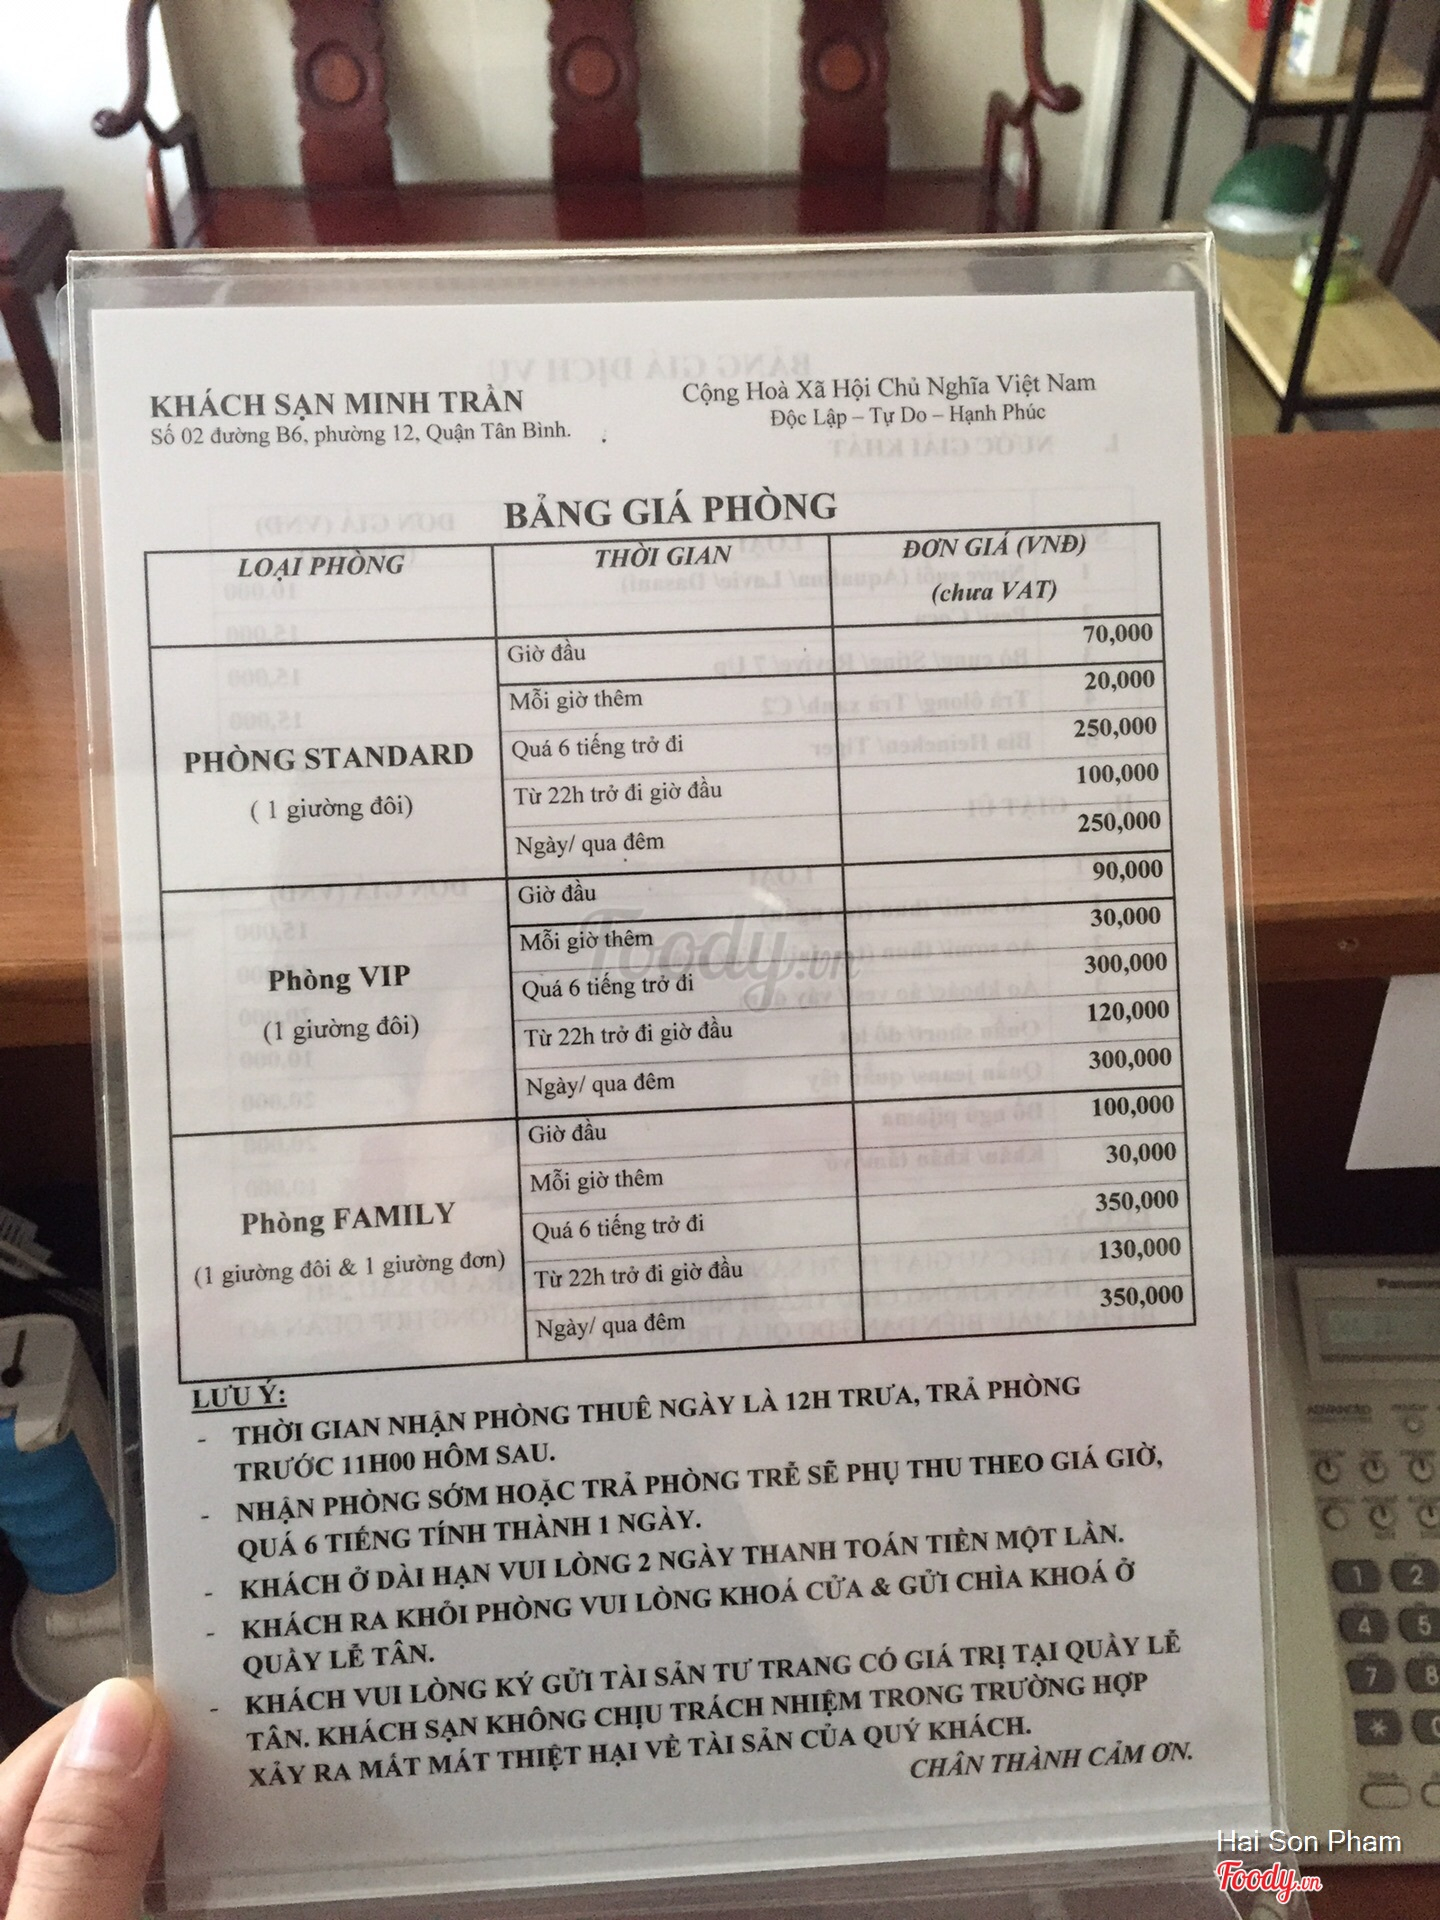 KHÁCH SẠN MINH TRẦN
Số 02 đường B6, phường 12, Quận Tân Bình.
Cộng Hoà Xã Hội Chủ Nghĩa Việt Nam
Độc Lập – Tự Do – Hạnh Phúc
BẢNG GIÁ PHÒNG
LOẠI PHÒNG THỜI GIAN ĐƠN GIÁ (VNĐ)
(chưa VAT)
PHÒNG STANDARD
( 1 giường đôi)
Giờ đầu 70,000
Mỗi giờ thêm 20,000
Quá 6 tiếng trở đi 250,000
Từ 22h trở đi giờ đầu 100,000
Ngày/ qua đêm 250,000
Phòng VIP
(1 giường đôi)
Giờ đầu 90,000
Mỗi giờ thêm 30,000
Quá 6 tiếng trở đi 300,000
Từ 22h trở đi giờ đầu 120,000
Ngày/ qua đêm 300,000
Phòng FAMILY
(1 giường đôi & 1 giường đơn)
Giờ đầu 100,000
Mỗi giờ thêm 30,000
Quá 6 tiếng trở đi 350,000
Từ 22h trở đi giờ đầu 130,000
Ngày/ qua đêm 350,000
LƯU Ý:
- THỜI GIAN NHẬN PHÒNG THUÊ NGÀY LÀ 12H TRƯA, TRẢ PHÒNG
TRƯỚC 11H00 HÔM SAU.
- NHẬN PHÒNG SỚM HOẶC TRẢ PHÒNG TRỄ SẼ PHỤ THU THEO GIÁ GIỜ,
QUÁ 6 TIẾNG TÍNH THÀNH 1 NGÀY.
- KHÁCH Ở DÀI HẠN VUI LÒNG 2 NGÀY THANH TOÁN TIỀN MỘT LẦN.
- KHÁCH RA KHỎI PHÒNG VUI LÒNG KHOÁ CỬA & GỬI CHÌA KHOÁ Ở
QUẦY LỄ TÂN.
- KHÁCH VUI LÒNG KÝ GỬI TÀI SẢN TƯ TRANG CÓ GIÁ TRỊ TẠI QUẦY LỄ
TÂN. KHÁCH SẠN KHÔNG CHỊU TRÁCH NHIỆM TRONG TRƯỜNG HỢP
XẢY RA MẤT MÁT THIỆT HẠI VỀ TÀI SẢN CỦA QUÝ KHÁCH.
CHÂN THÀNH CẢM ƠN.
Foody.vn
Panasonic
1 2
4 5
7 8
* 0
Hai Son Pham
Foody.vn